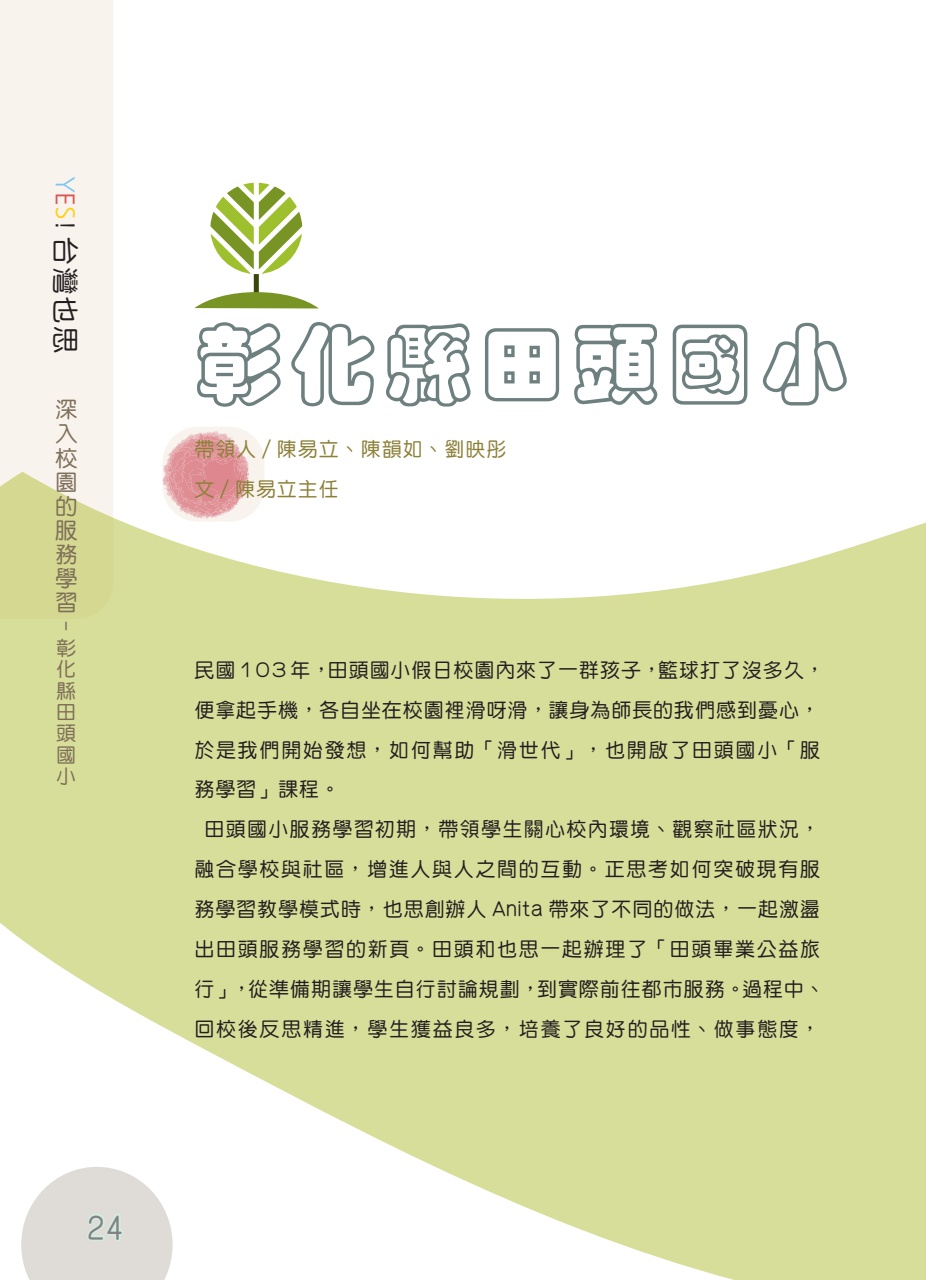 YES! 台灣也思
深入校園的服務學習－彰化縣田頭國小
彰化縣田頭國小
帶領人 / 陳易立、陳韻如、劉映彤
文 / 陳易立主任
民國 103 年，田頭國小假日校園內來了一群孩子，籃球打了沒多久，
便拿起手機，各自坐在校園裡滑呀滑，讓身為師長的我們感到憂心，
於是我們開始發想，如何幫助「滑世代」，也開啟了田頭國小「服
務學習」課程。
田頭國小服務學習初期，帶領學生關心校內環境、觀察社區狀況，
融合學校與社區，增進人與人之間的互動。正思考如何突破現有服
務學習教學模式時，也思創辦人 Anita 帶來了不同的做法，一起激盪
出田頭服務學習的新頁。田頭和也思一起辦理了「田頭畢業公益旅
行」，從準備期讓學生自行討論規劃，到實際前往都市服務。過程中、
回校後反思精進，學生獲益良多，培養了良好的品性、做事態度，
24